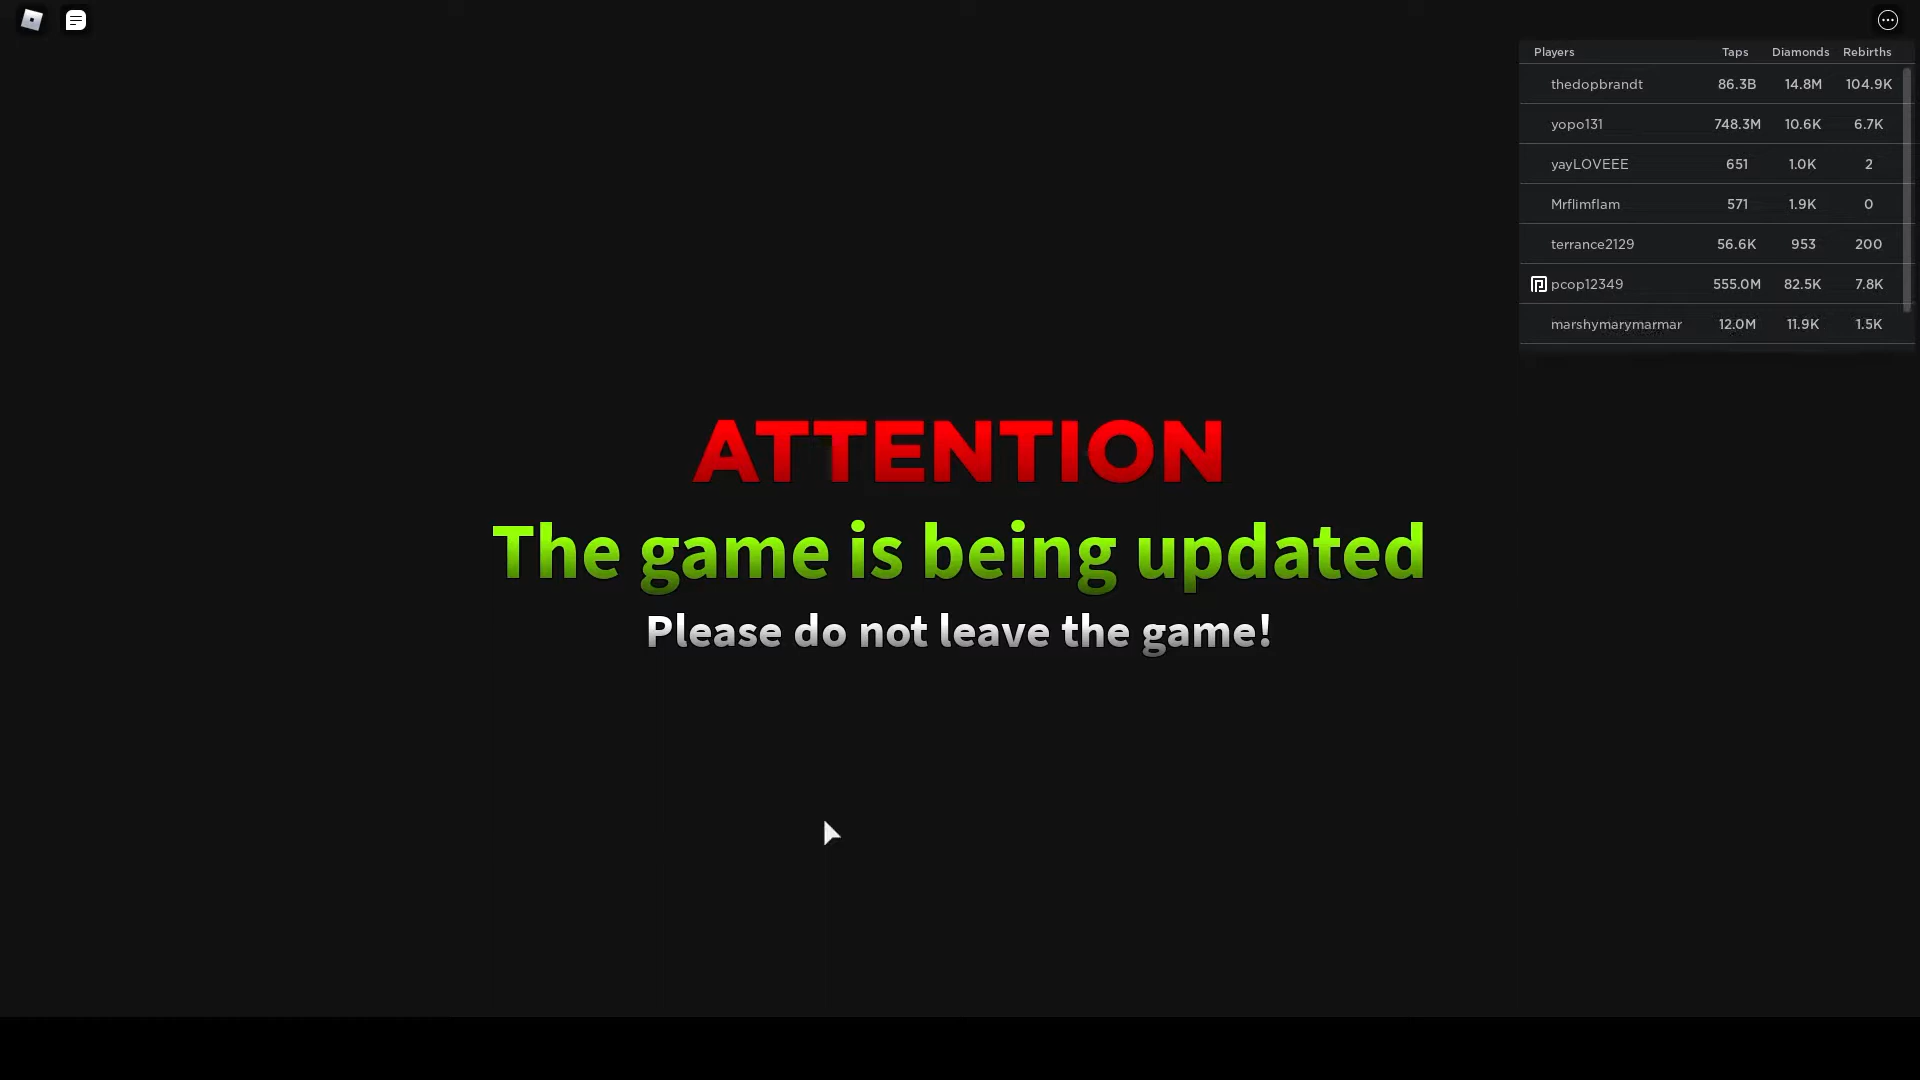 Players Taps Diamonds Rebirths
thedopbrandt 86.3B 14.8M 104.9K
yopo131 748.3M 10.6K 6.7K
yayLOVEEE 651 1.0K 2
Mrflimflam 571 1.9K 0
terrance2129 56.6K 953 200
pcop12349 555.0M 82.5K 7.8K
marshymarymarmar 12.0M 11.9K 1.5K
ATTENTION
The game is being updated
Please do not leave the game!